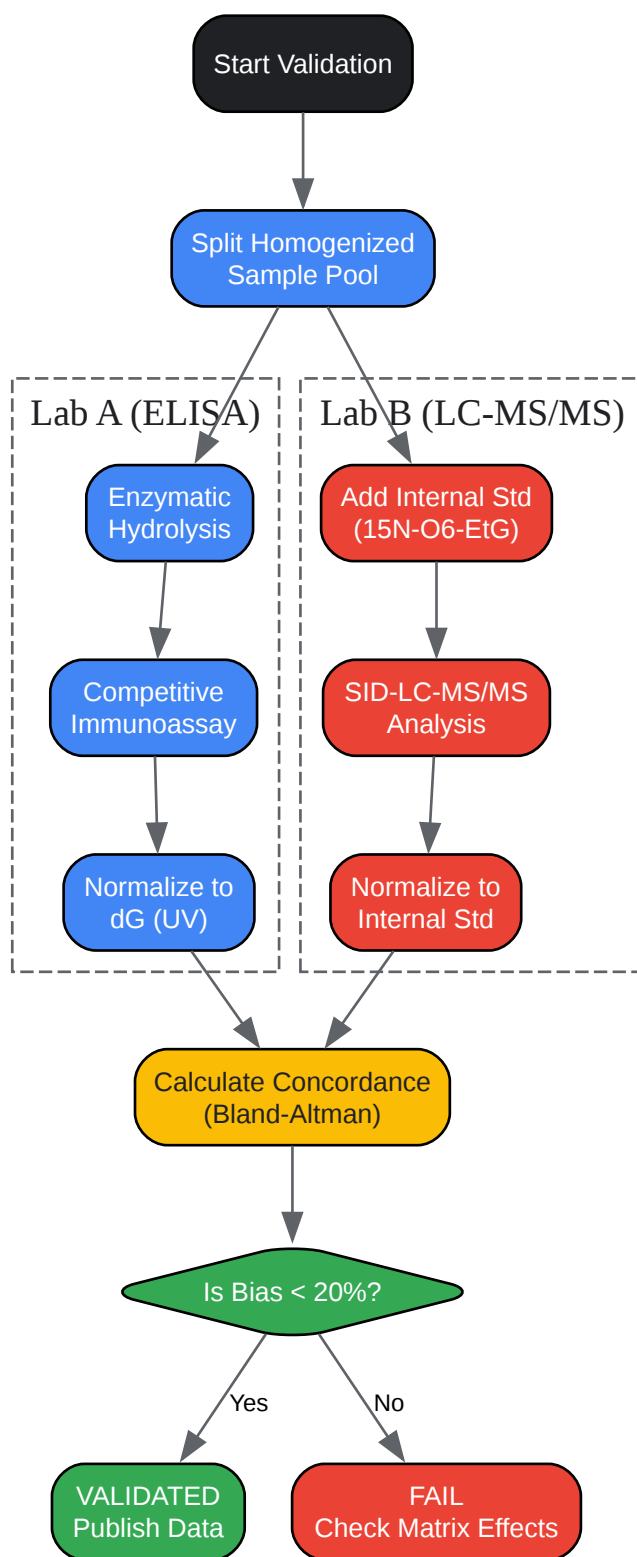 Start Validation
Split Homogenized
Sample Pool
Lab A (ELISA)
Enzymatic
Hydrolysis
Competitive
Immunoassay
Normalize to
dG (UV)
Lab B (LC-MS/MS)
Add Internal Std
(15N-O6-EtG)
SID-LC-MS/MS
Analysis
Normalize to
Internal Std
Calculate Concordance
(Bland-Altman)
Is Bias < 20%?
Yes
No
VALIDATED
Publish Data
FAIL
Check Matrix Effects